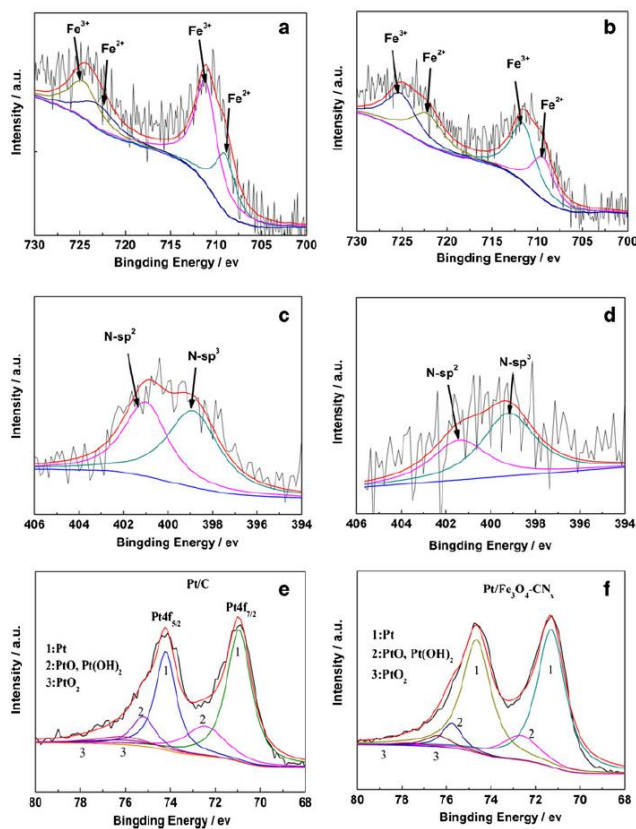 a
Fe3+
Fe2+
Fe3+
Fe2+
Intensity / a.u.
730 725 720 715 710 705 700
Bingding Energy / ev
b
Fe3+
Fe2+
Fe3+
Fe2+
Intensity / a.u.
730 725 720 715 710 705 700
Bingding Energy / ev
c
N-sp2
N-sp3
Intensity / a.u.
406 404 402 400 398 396 394
Bingding Energy / ev
d
N-sp2
N-sp3
Intensity / a.u.
406 404 402 400 398 396 394
Bingding Energy / ev
Pt/C
e
Pt4f5/2
Pt4f7/2
1:Pt
2:PtO, Pt(OH)2
3:PtO2
1
1
2
2
3
3
Intensity / a.u.
80 78 76 74 72 70 68
Bingding Energy / ev
Pt/Fe3O4-CNx
f
1:Pt
2:PtO, Pt(OH)2
3:PtO2
1
1
2
2
3
3
Intensity / a.u.
80 78 76 74 72 70 68
Bingding Energy / ev